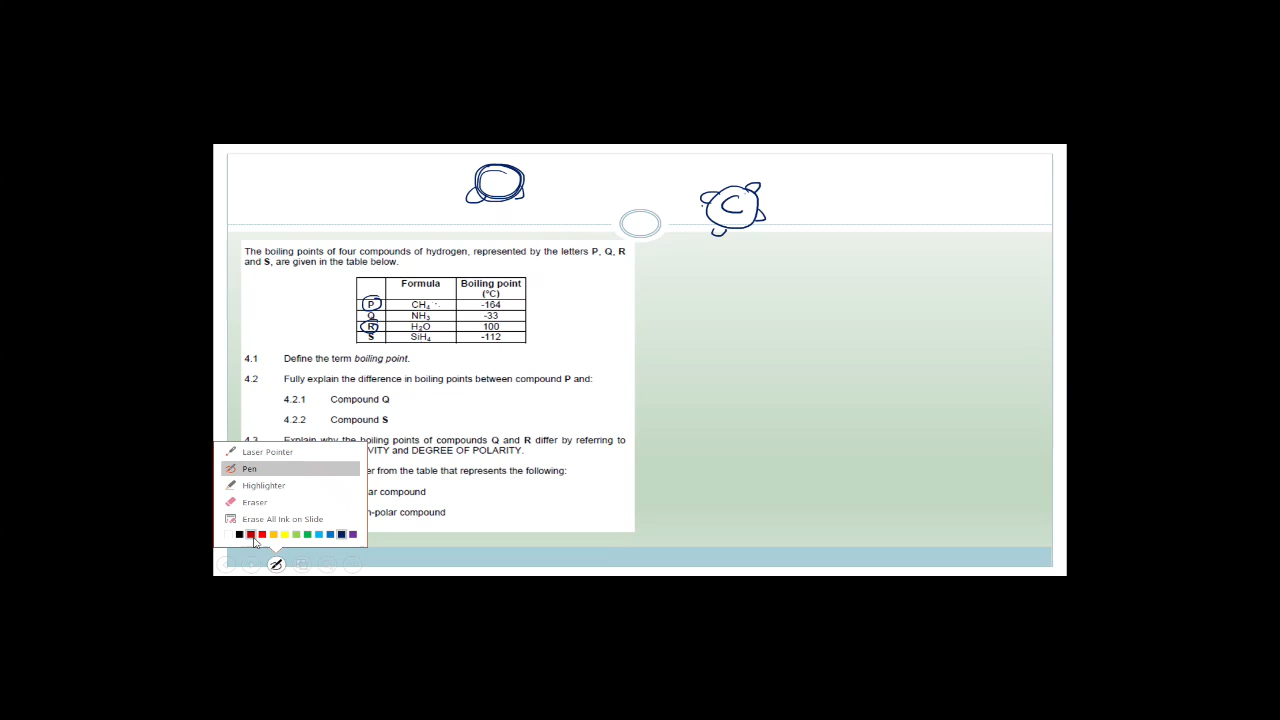 C
The boiling points of four compounds of hydrogen, represented by the letters P, Q, R
and S, are given in the table below.
Formula Boiling point
(°C)
P CH₄ -164
Q NH₃ -33
R H₂O 100
S SiH₄ -112
4.1 Define the term boiling point.
4.2 Fully explain the difference in boiling points between compound P and:
4.2.1 Compound Q
4.2.2 Compound S
4.3 Explain why the boiling points of compounds Q and R differ by referring to
VITY and DEGREE OF POLARITY.
er from the table that represents the following:
ar compound
n-polar compound
Laser Pointer
Pen
Highlighter
Eraser
Erase All Ink on Slide